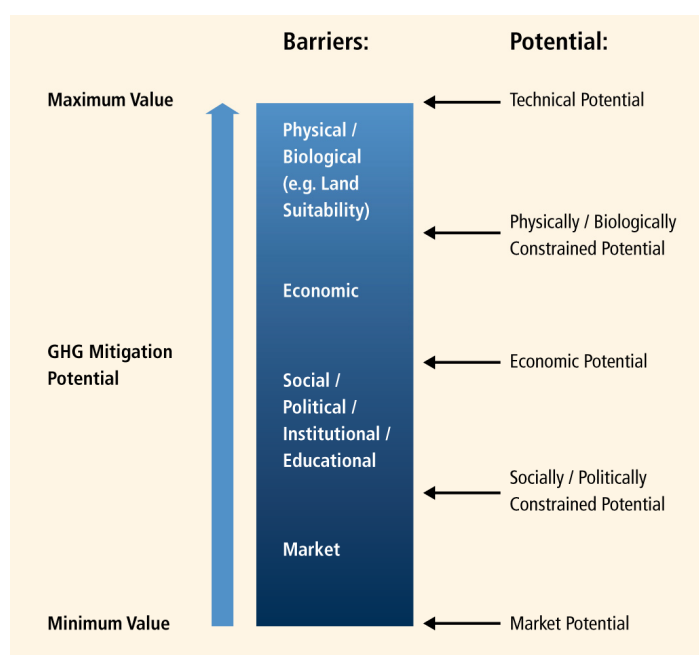 Barriers:
Potential:
Maximum Value
Technical Potential
Physical /
Biological
(e.g. Land
Suitability)
Physically / Biologically
Constrained Potential
Economic
GHG Mitigation
Potential
Economic Potential
Social /
Political /
Institutional /
Educational
Socially / Politically
Constrained Potential
Market
Minimum Value
Market Potential